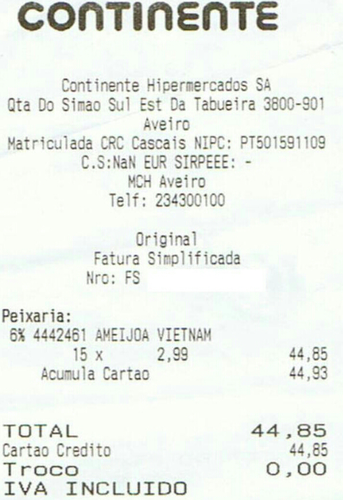 CONTINENTE
Continente Hipermercados SA
Qta Do Simao Sul Est Da Tabueira 3800-901
Aveiro
Matriculada CRC Cascais NIPC: PT501591109
C.S:NaN EUR SIRPEEE: -
MCH Aveiro
Telf: 234300100
Original
Fatura Simplificada
Nro: FS
Peixaria:
6% 4442461 AMEIJOA VIETNAM
15 x 2,99 44,85
Acumula Cartao 44,93
TOTAL 44,85
Cartao Credito 44,85
Troco 0,00
IVA INCLUIDO